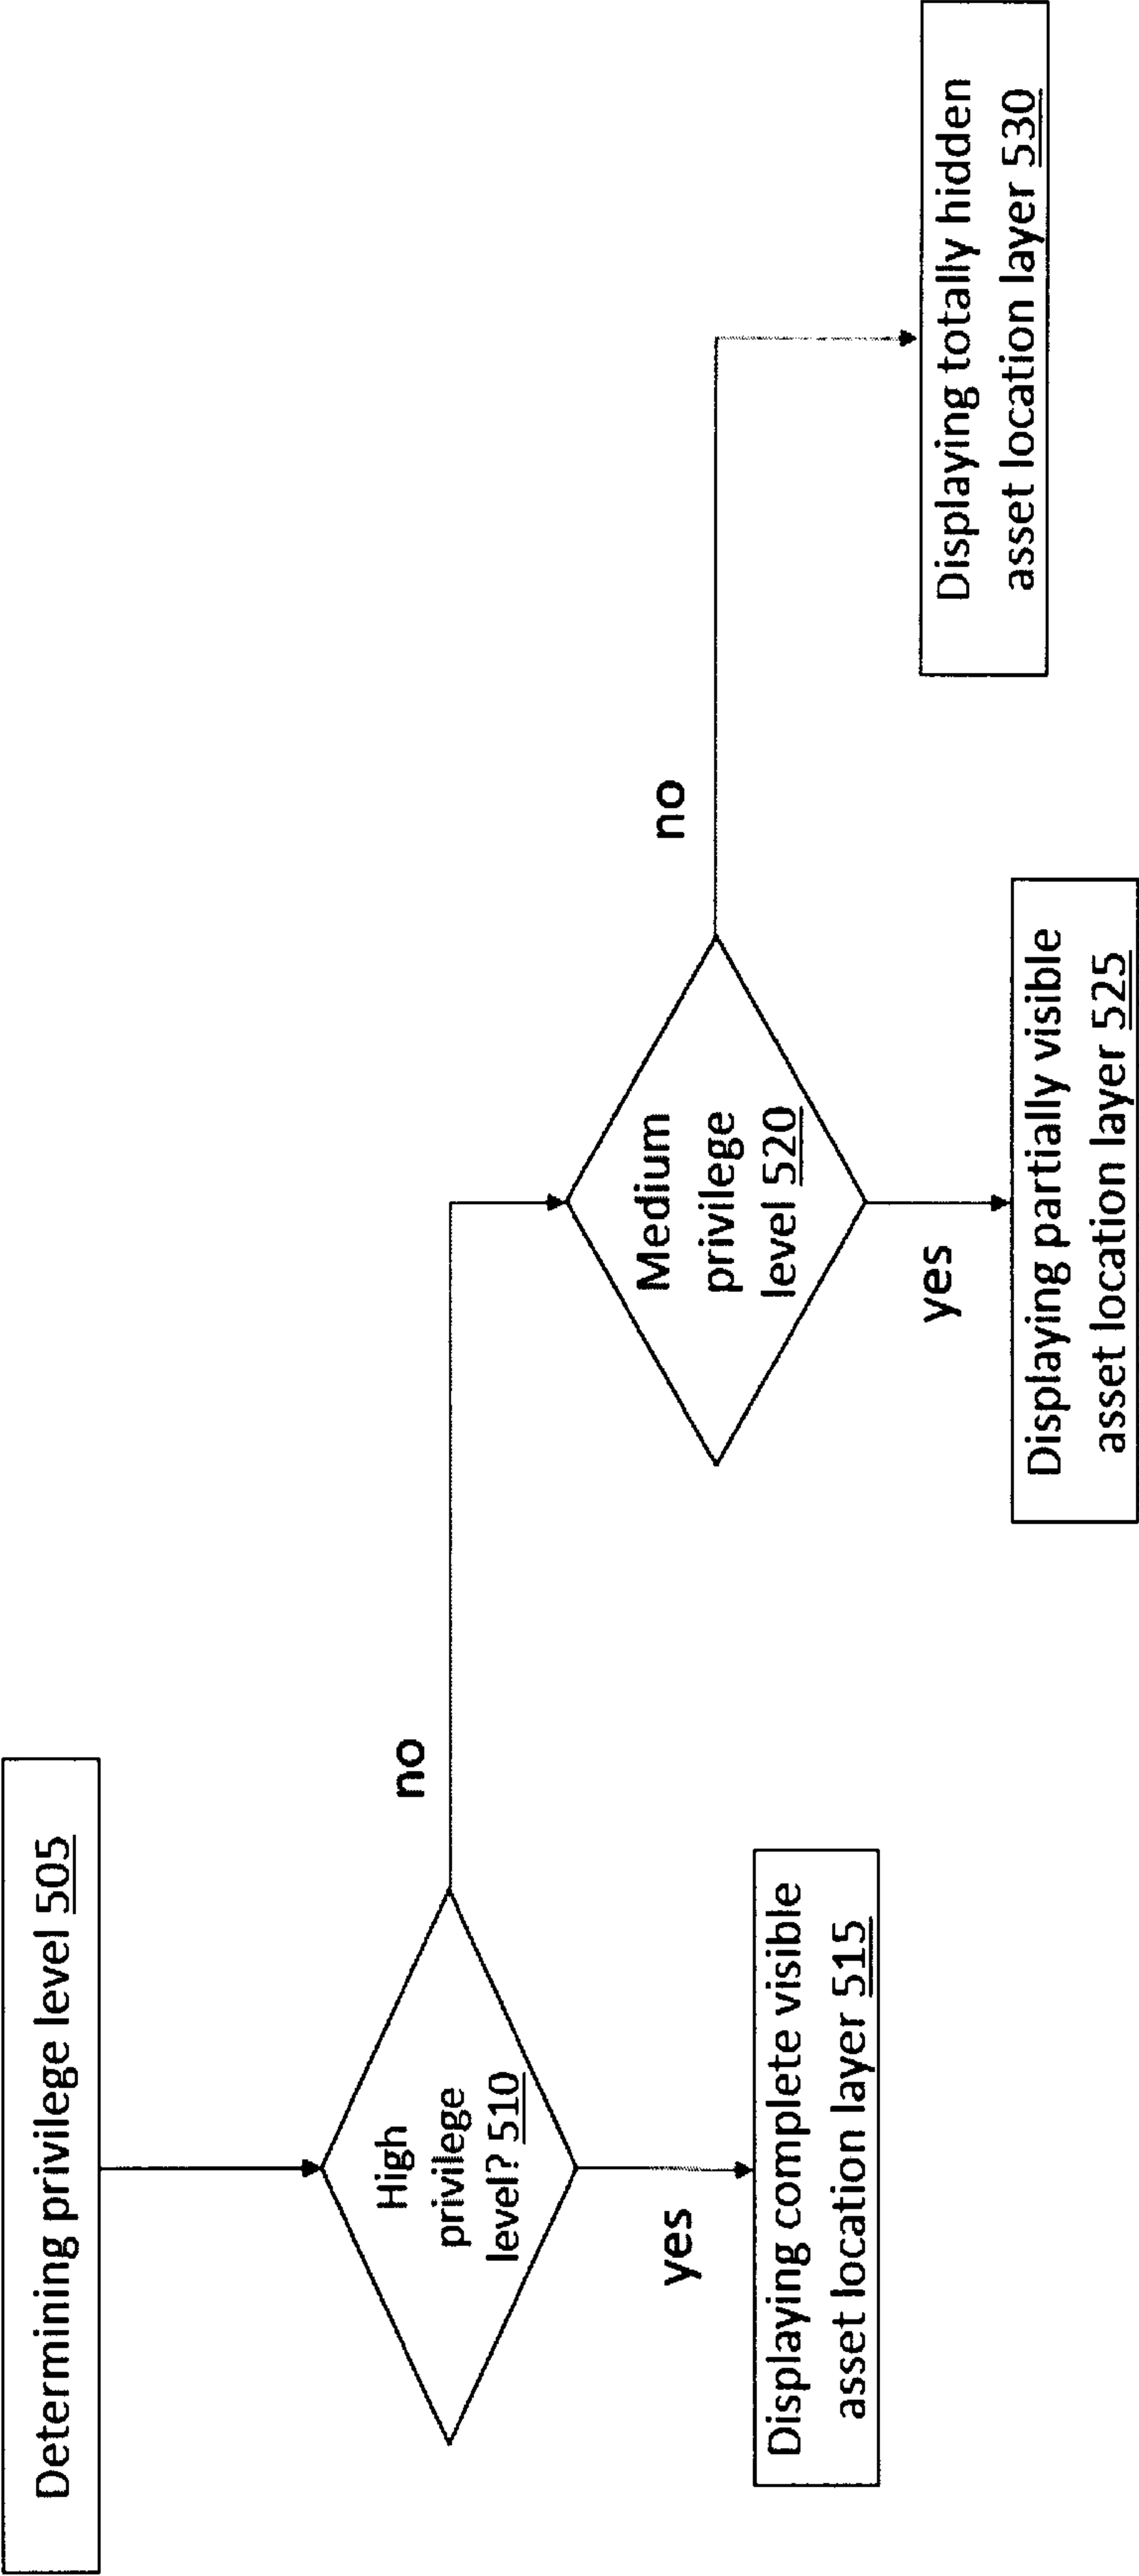 Determining privilege level 505
High
privilege
level? 510
no
yes
Displaying complete visible
asset location layer 515
Medium
privilege
level 520
no
yes
Displaying partially visible
asset location layer 525
Displaying totally hidden
asset location layer 530